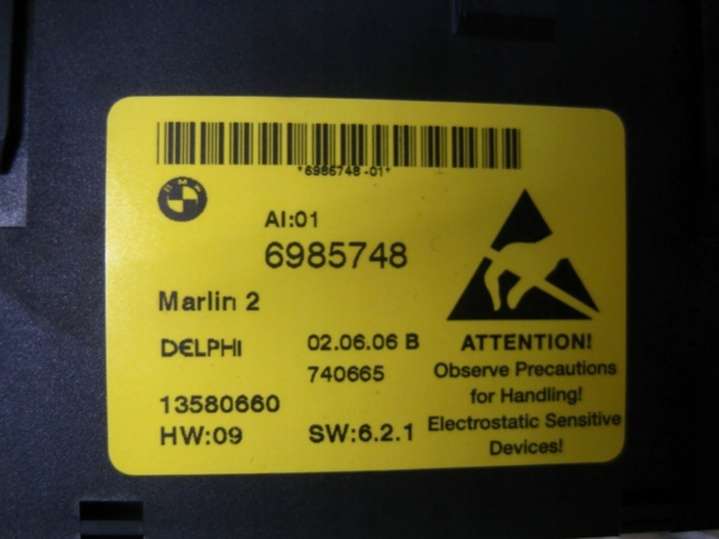 *6985748-01*
BMW
AI:01
6985748
Marlin 2
DELPHI 02.06.06 B
740665
13580660
HW:09 SW:6.2.1
ATTENTION!
Observe Precautions
for Handling!
Electrostatic Sensitive
Devices!